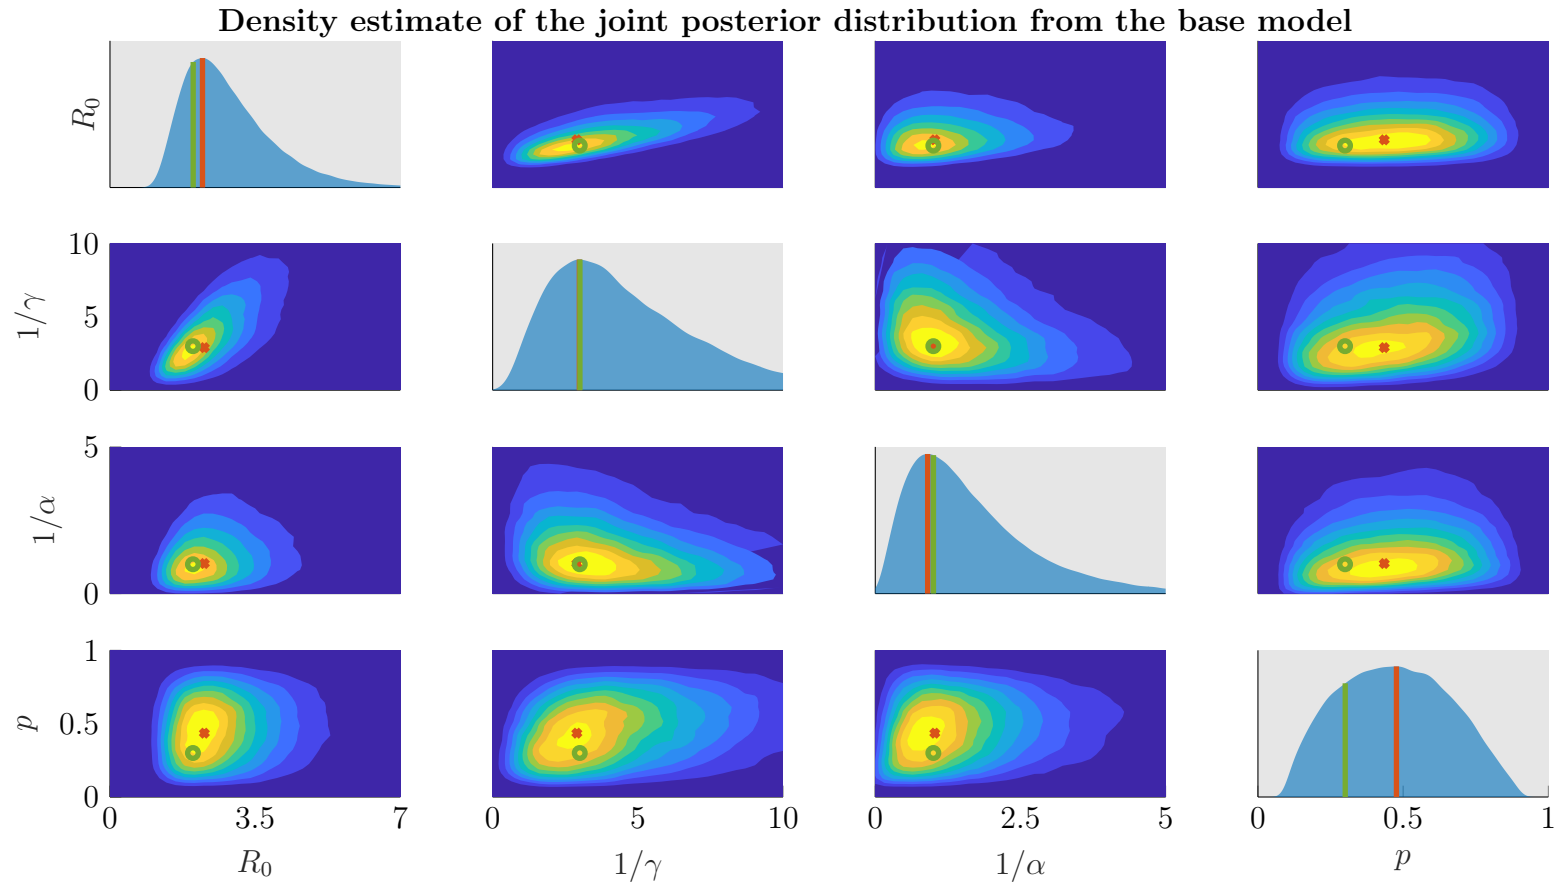 Density estimate of the joint posterior distribution from the base model
R₀
10
1/γ
5
0
5
1/α
0
1
p
0.5
0
0 3.5 7 0 5 10 0 2.5 5 0 0.5 1
R₀ 1/γ 1/α p